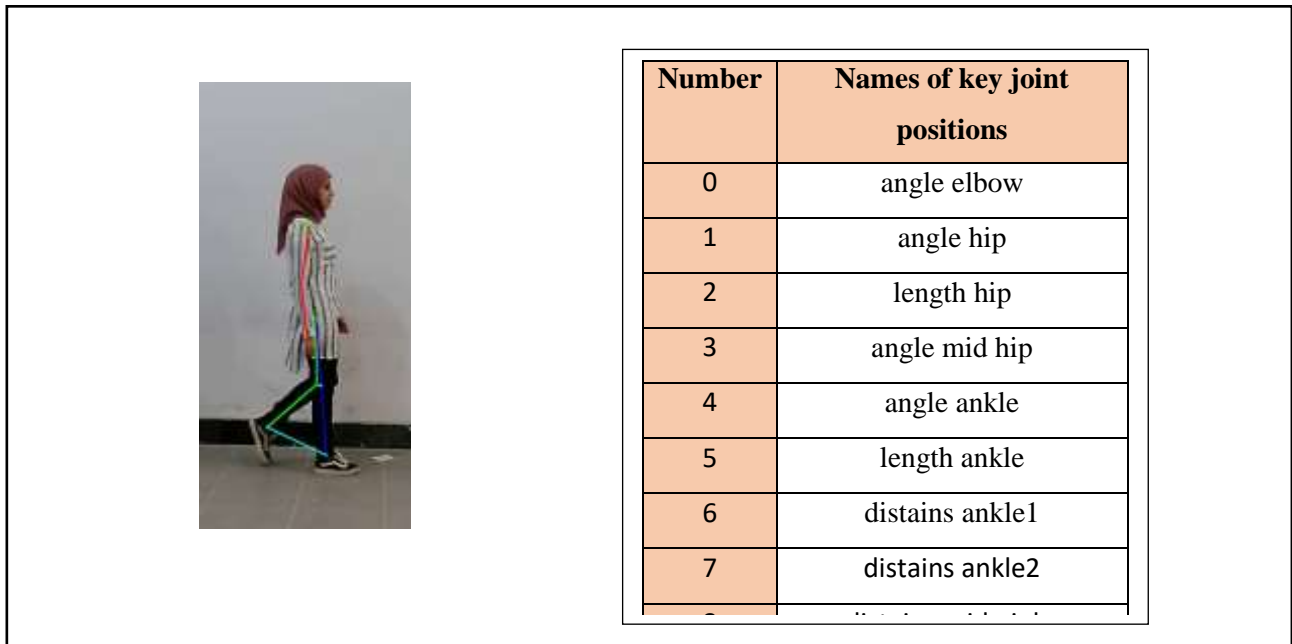 Number Names of key joint
positions
0 angle elbow
1 angle hip
2 length hip
3 angle mid hip
4 angle ankle
5 length ankle
6 distains ankle1
7 distains ankle2